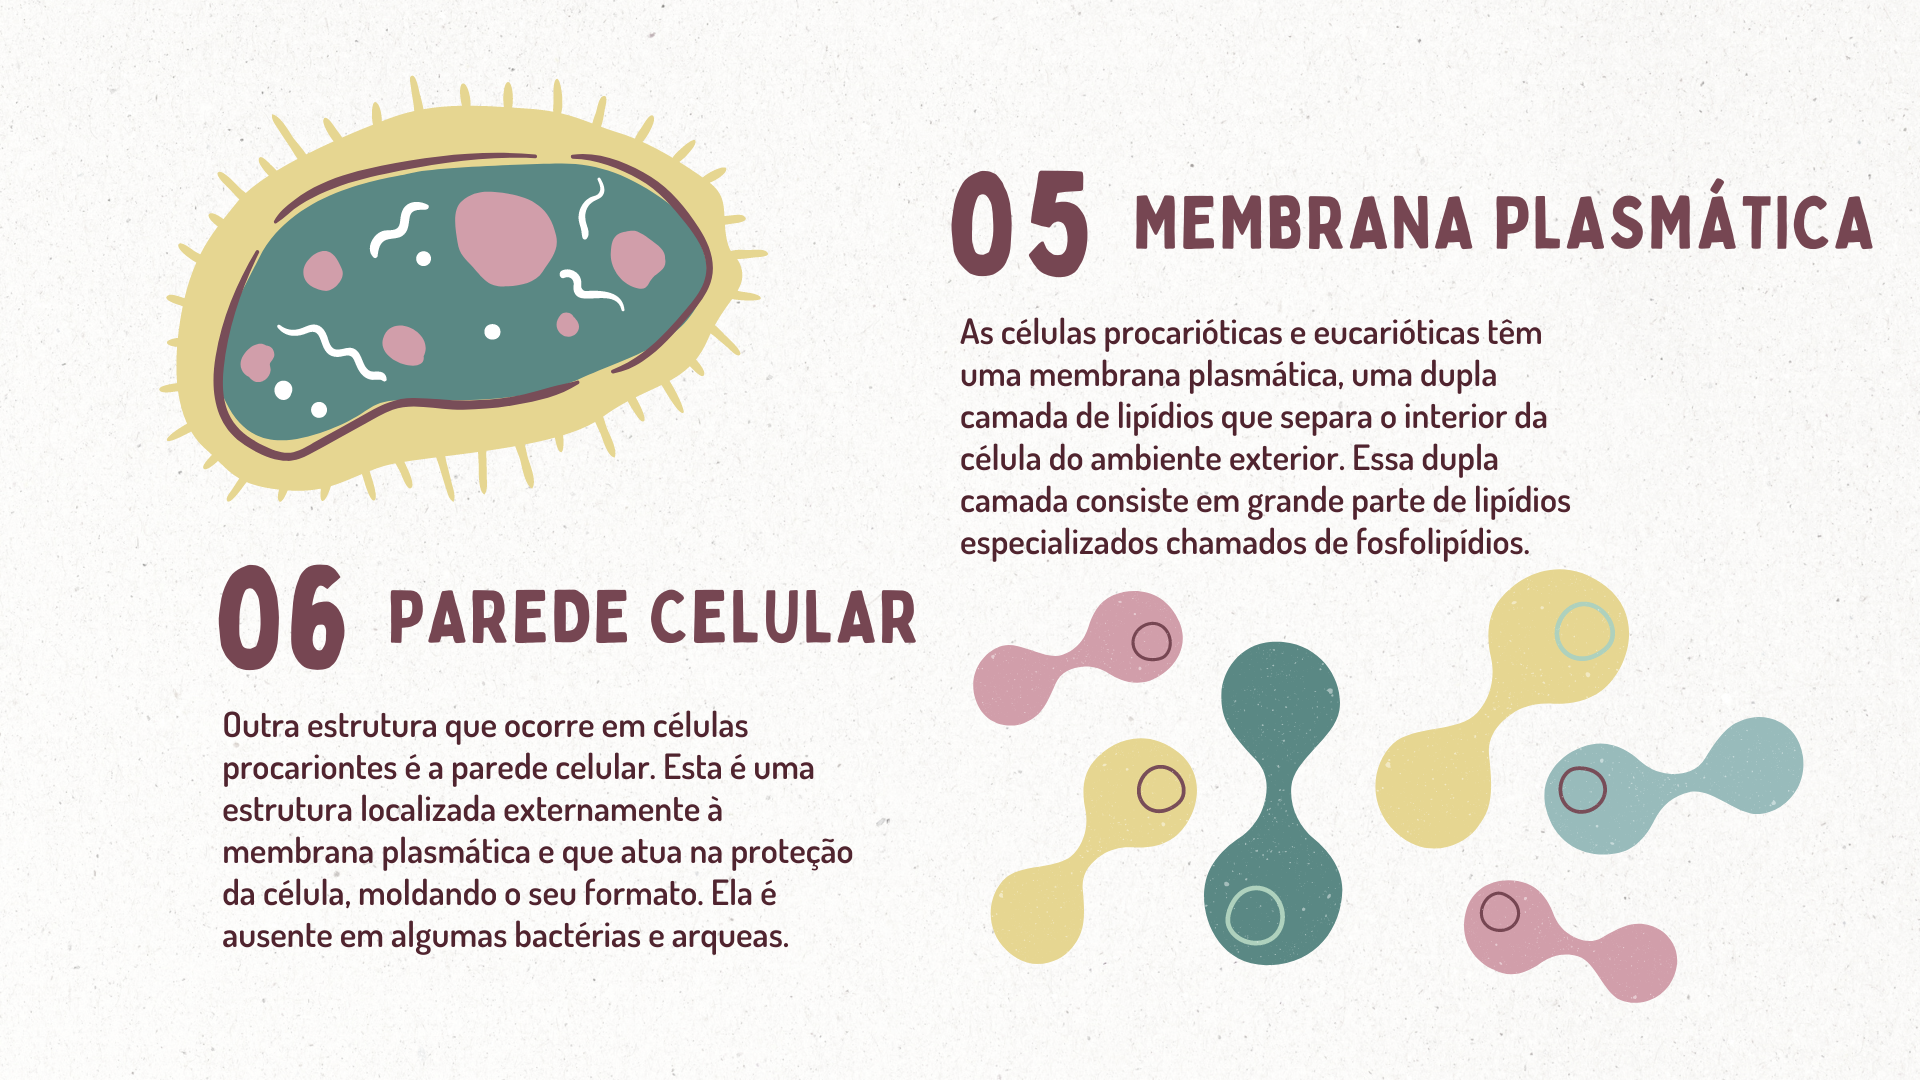 05 MEMBRANA PLASMÁTICA
As células procarióticas e eucarióticas têm
uma membrana plasmática, uma dupla
camada de lipídios que separa o interior da
célula do ambiente exterior. Essa dupla
camada consiste em grande parte de lipídios
especializados chamados de fosfolipídios.
06 PAREDE CELULAR
Outra estrutura que ocorre em células
procariontes é a parede celular. Esta é uma
estrutura localizada externamente à
membrana plasmática e que atua na proteção
da célula, moldando o seu formato. Ela é
ausente em algumas bactérias e arqueas.